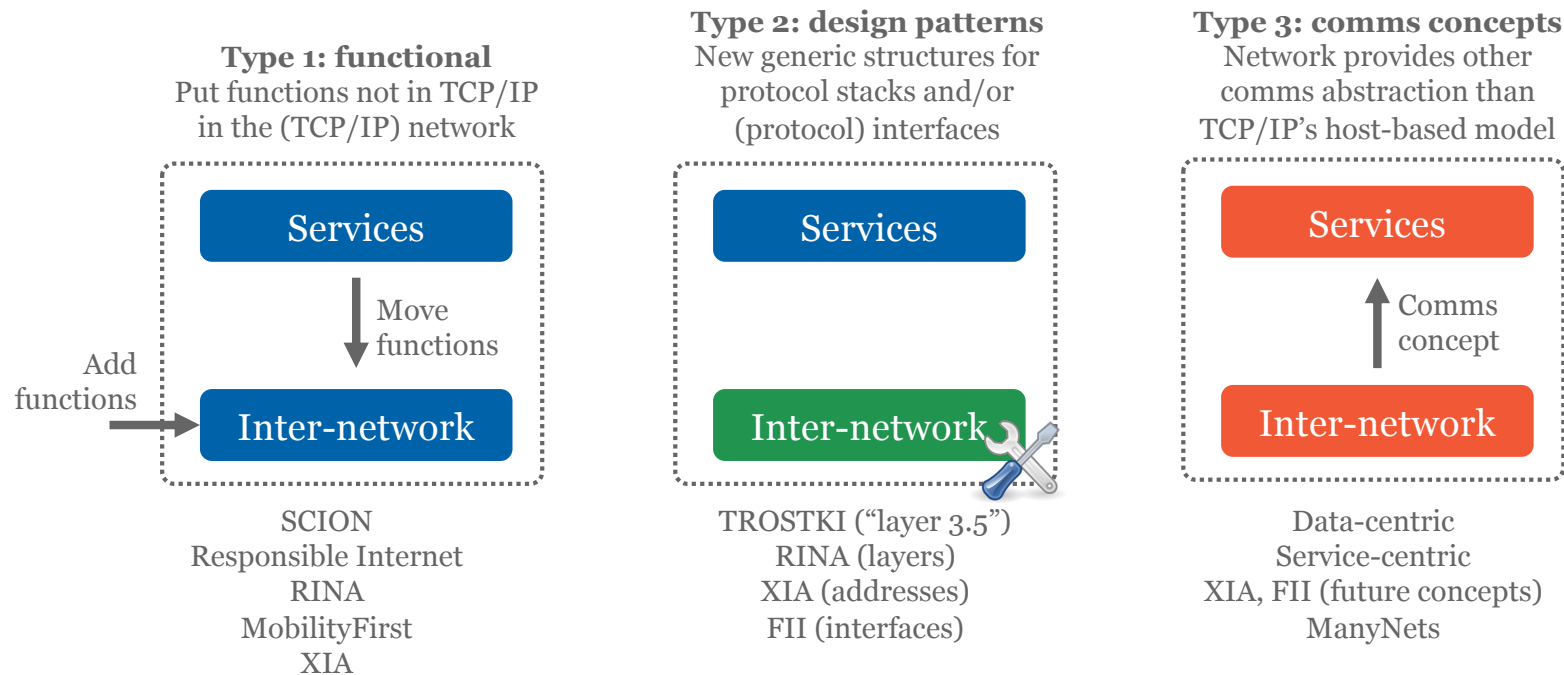 Type 1: functional
Put functions not in TCP/IP
in the (TCP/IP) network
Services
Move
functions
Add
functions
Inter-network
SCION
Responsible Internet
RINA
MobilityFirst
XIA
Type 2: design patterns
New generic structures for
protocol stacks and/or
(protocol) interfaces
Services
Inter-network
TROSTKI (“layer 3.5”)
RINA (layers)
XIA (addresses)
FII (interfaces)
Type 3: comms concepts
Network provides other
comms abstraction than
TCP/IP’s host-based model
Services
Comms
concept
Inter-network
Data-centric
Service-centric
XIA, FII (future concepts)
ManyNets